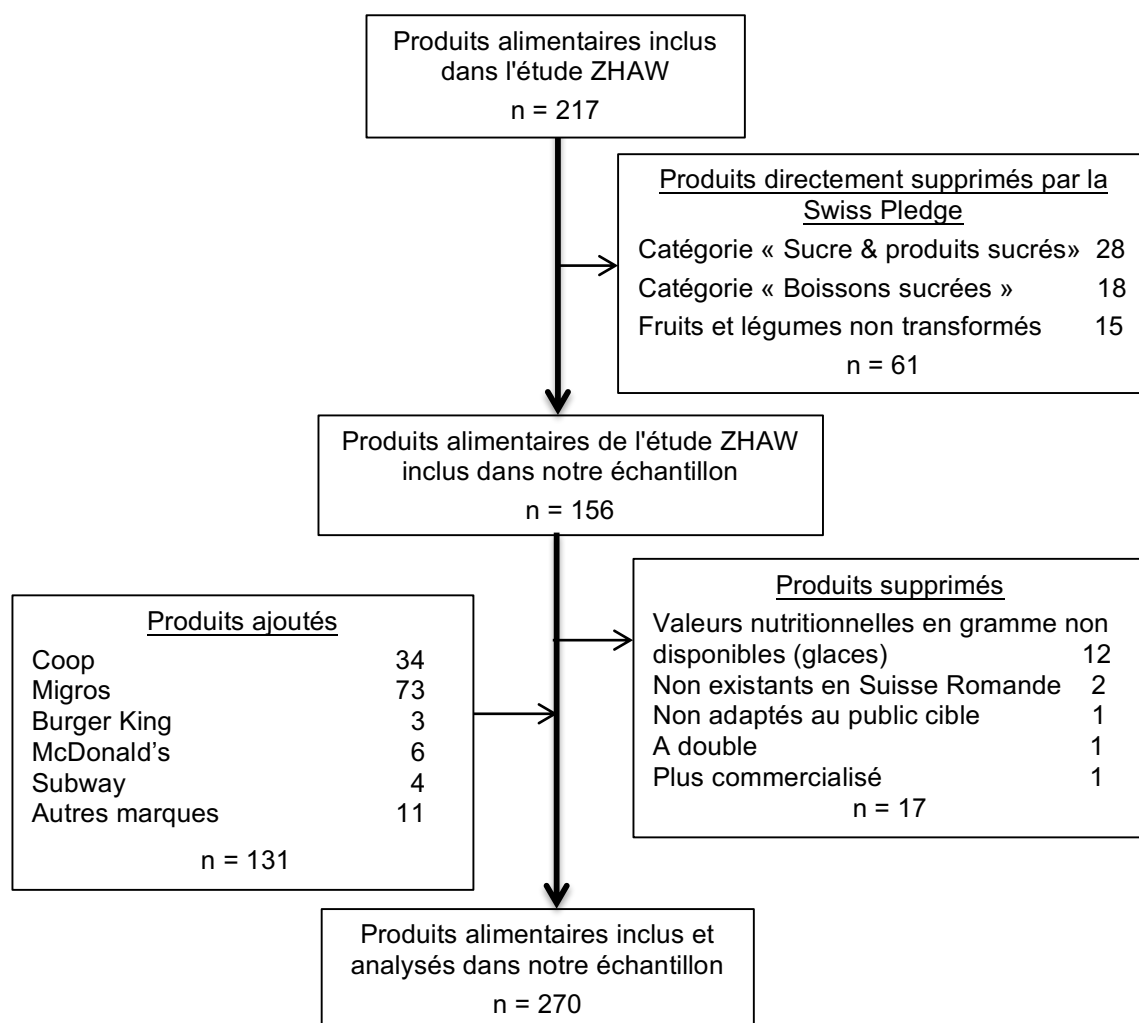 Produits alimentaires inclus
dans l'étude ZHAW
n = 217
Produits directement supprimés par la
Swiss Pledge
Catégorie « Sucre & produits sucrés» 28
Catégorie « Boissons sucrées » 18
Fruits et légumes non transformés 15
n = 61
Produits alimentaires de l'étude ZHAW
inclus dans notre échantillon
n = 156
Produits ajoutés
Coop 34
Migros 73
Burger King 3
McDonald's 6
Subway 4
Autres marques 11
n = 131
Produits supprimés
Valeurs nutritionnelles en gramme non
disponibles (glaces) 12
Non existants en Suisse Romande 2
Non adaptés au public cible 1
A double 1
Plus commercialisé 1
n = 17
Produits alimentaires inclus et
analysés dans notre échantillon
n = 270